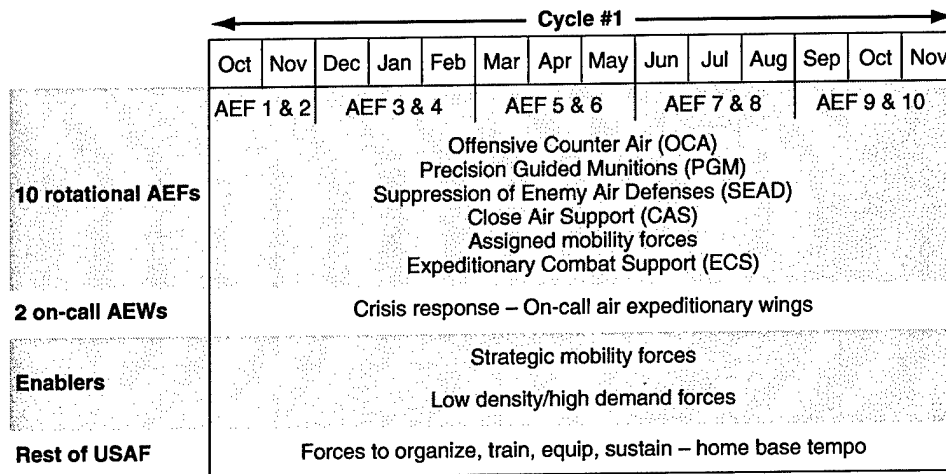 Cycle #1
Oct Nov Dec Jan Feb Mar Apr May Jun Jul Aug Sep Oct Nov
AEF 1 & 2 AEF 3 & 4 AEF 5 & 6 AEF 7 & 8 AEF 9 & 10
10 rotational AEFs
Offensive Counter Air (OCA)
Precision Guided Munitions (PGM)
Suppression of Enemy Air Defenses (SEAD)
Close Air Support (CAS)
Assigned mobility forces
Expeditionary Combat Support (ECS)
2 on-call AEWs
Crisis response – On-call air expeditionary wings
Enablers
Strategic mobility forces
Low density/high demand forces
Rest of USAF
Forces to organize, train, equip, sustain – home base tempo